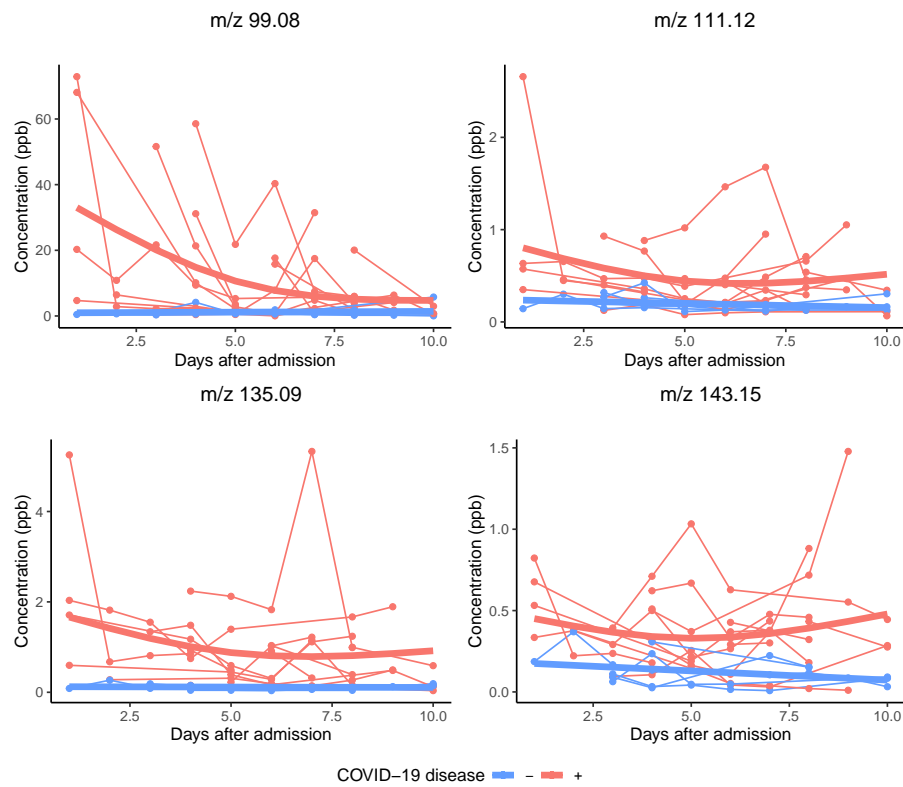 m/z 99.08
m/z 111.12
Concentration (ppb)
60
40
20
0
2.5 5.0 7.5 10.0
Days after admission
Concentration (ppb)
2
1
0
2.5 5.0 7.5 10.0
Days after admission
m/z 135.09
m/z 143.15
Concentration (ppb)
4
2
0
2.5 5.0 7.5 10.0
Days after admission
Concentration (ppb)
1.5
1.0
0.5
0.0
2.5 5.0 7.5 10.0
Days after admission
COVID−19 disease − +